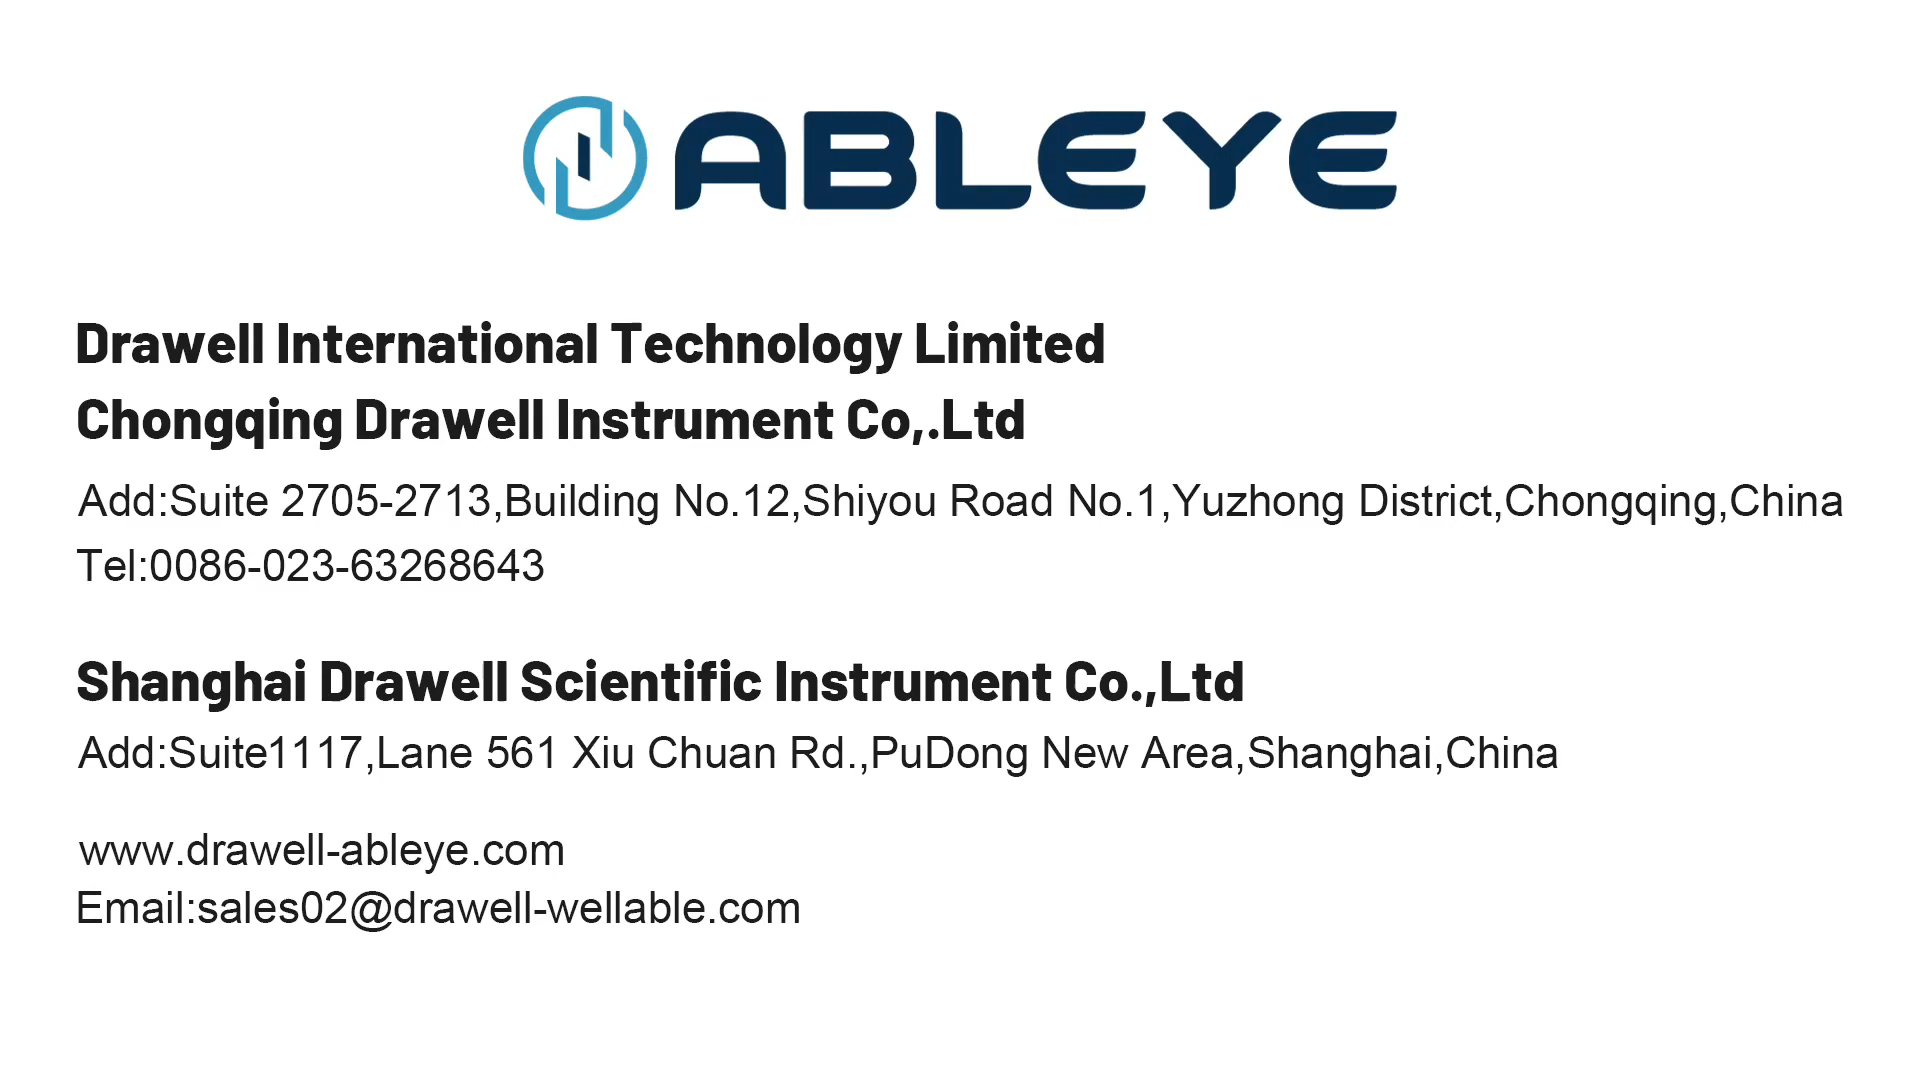 ABLEYE
Drawell International Technology Limited
Chongqing Drawell Instrument Co,.Ltd
Add:Suite 2705-2713,Building No.12,Shiyou Road No.1,Yuzhong District,Chongqing,China
Tel:0086-023-63268643
Shanghai Drawell Scientific Instrument Co.,Ltd
Add:Suite1117,Lane 561 Xiu Chuan Rd.,PuDong New Area,Shanghai,China
www.drawell-ableye.com
Email:sales02@drawell-wellable.com